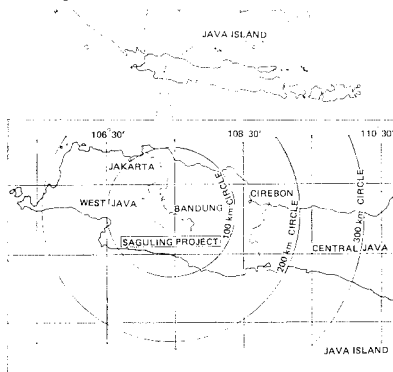 JAVA ISLAND
106° 30' 108° 30' 110° 30'
JAKARTA
WEST JAVA
BANDUNG
CIREBON
100 km CIRCLE
200 km CIRCLE
300 km CIRCLE
SAGULING PROJECT
CENTRAL JAVA
JAVA ISLAND